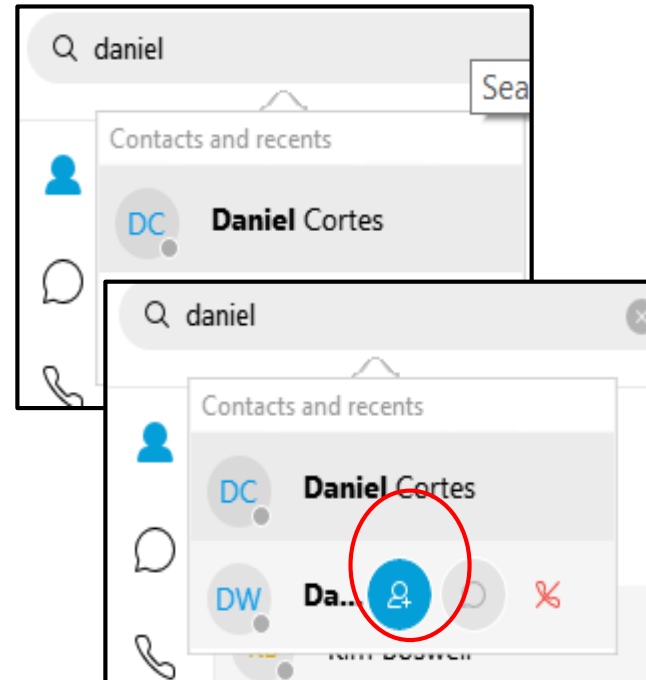 daniel
Sea
Contacts and recents
DC Daniel Cortes
daniel
Contacts and recents
DC Daniel Cortes
DW Da...